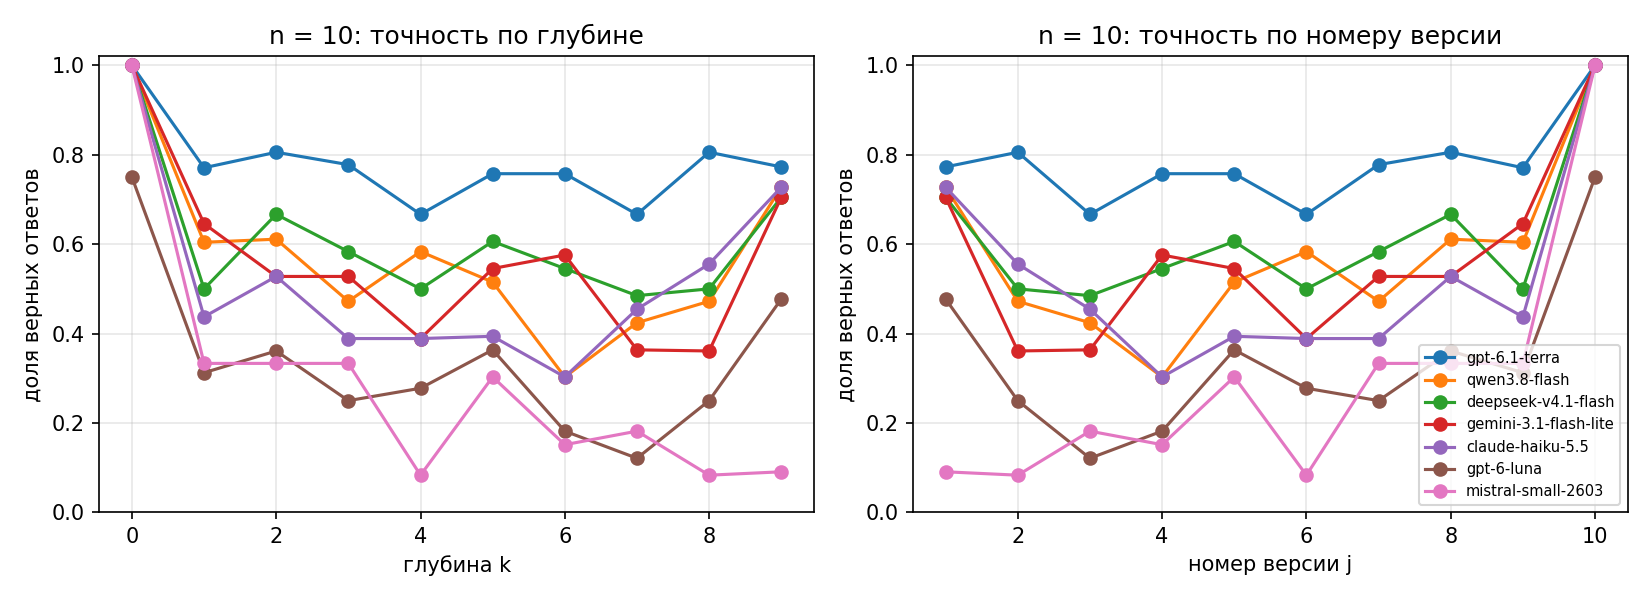 n = 10: точность по глубине
доля верных ответов
1.0
0.8
0.6
0.4
0.2
0.0
0 2 4 6 8
глубина k
n = 10: точность по номеру версии
доля верных ответов
1.0
0.8
0.6
0.4
0.2
0.0
2 4 6 8 10
номер версии j
gpt-6.1-terra
qwen3.8-flash
deepseek-v4.1-flash
gemini-3.1-flash-lite
claude-haiku-5.5
gpt-6-luna
mistral-small-2603